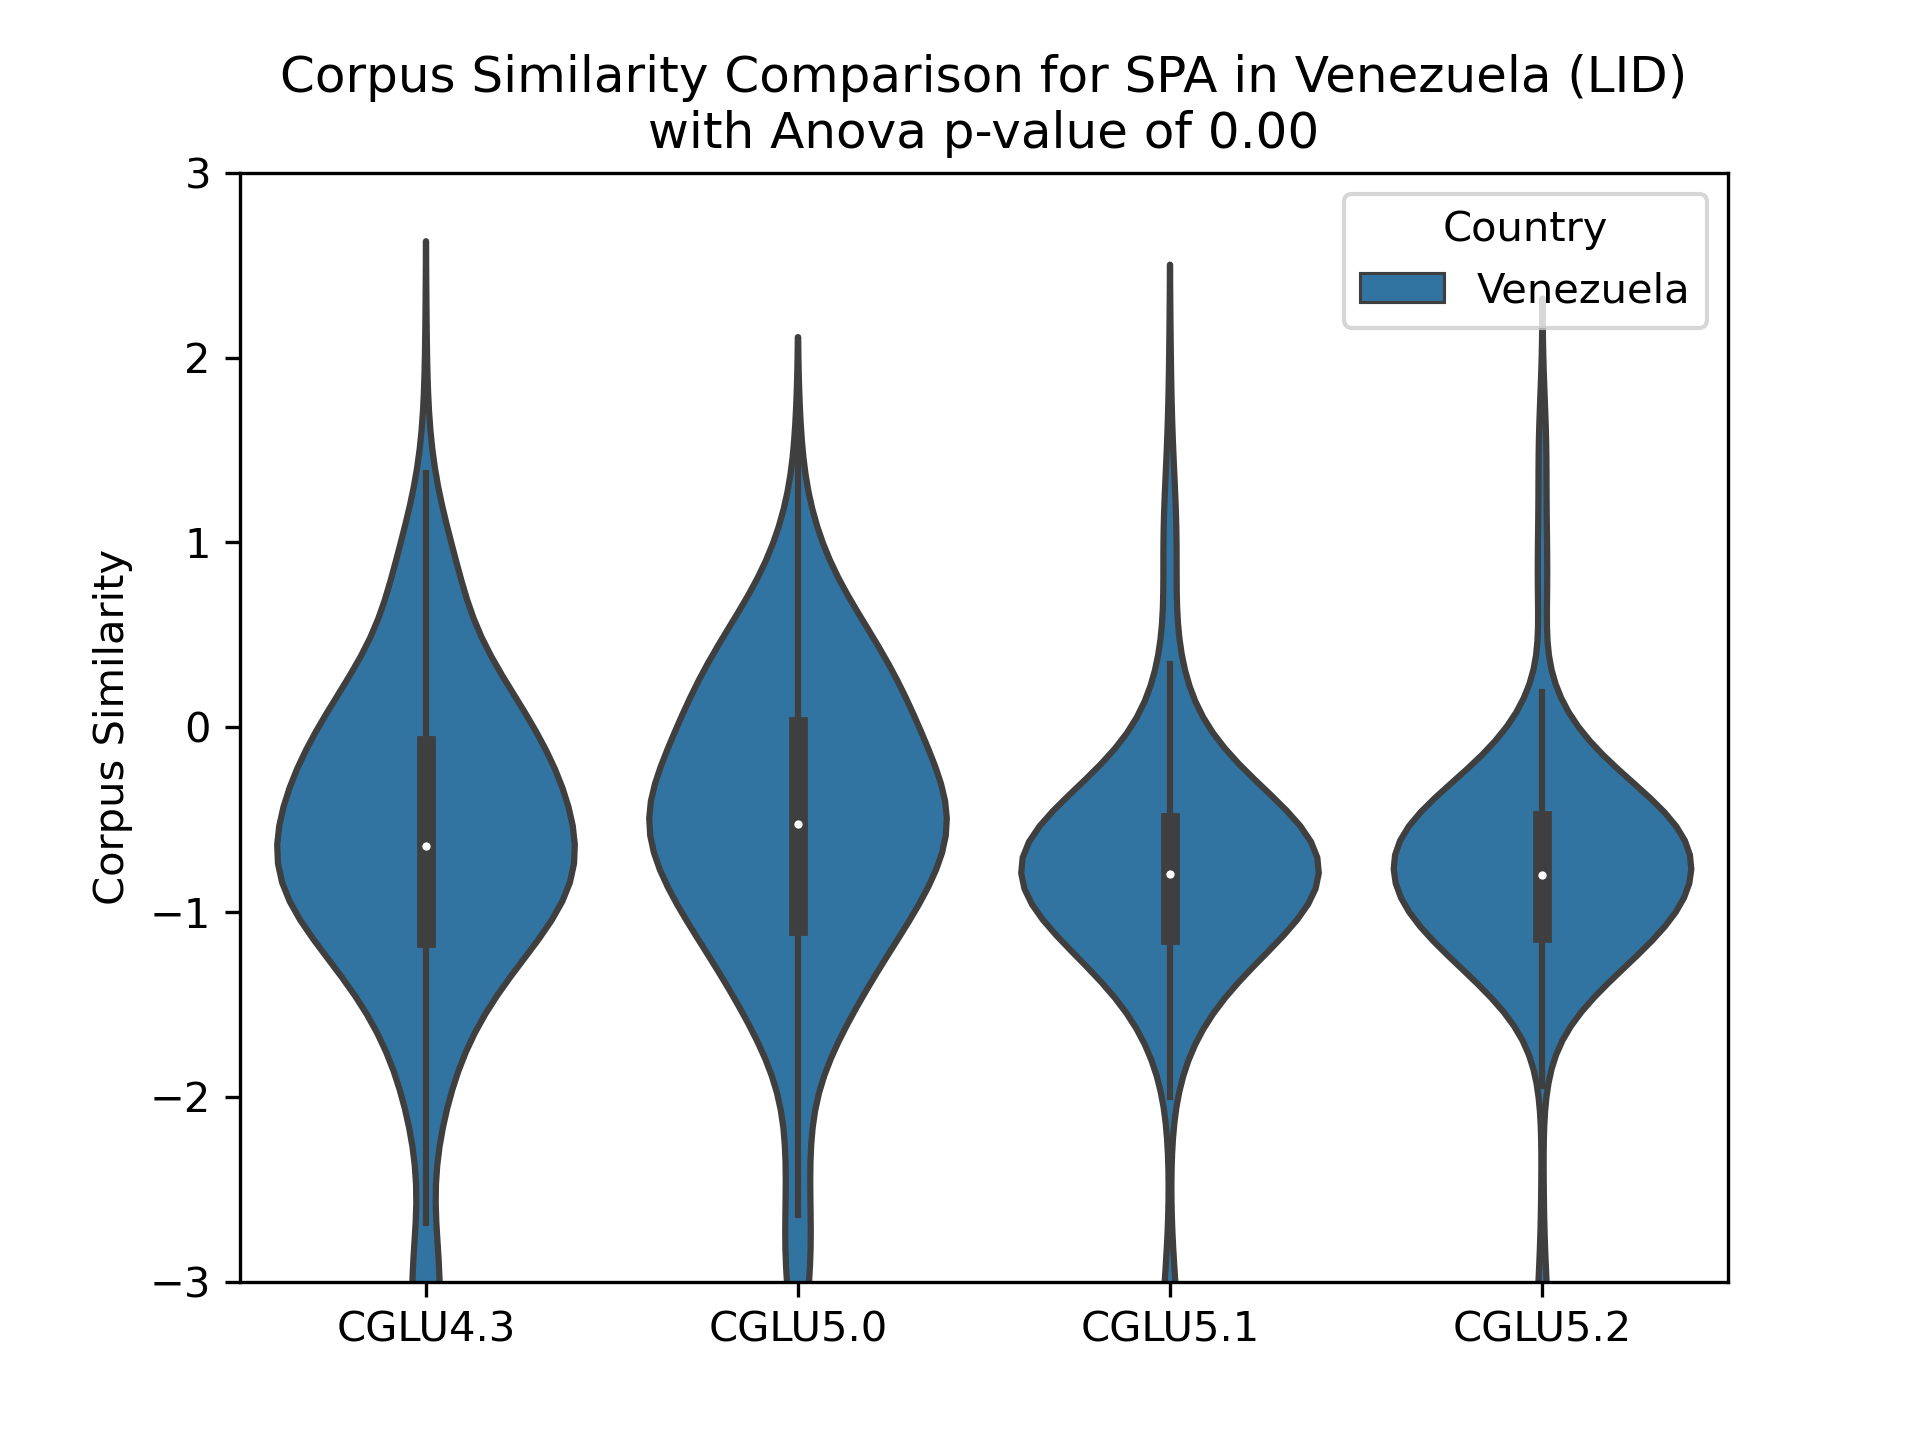 Corpus Similarity Comparison for SPA in Venezuela (LID)
with Anova p-value of 0.00
Country
Venezuela
Corpus Similarity
3
2
1
0
−1
−2
−3
CGLU4.3
CGLU5.0
CGLU5.1
CGLU5.2